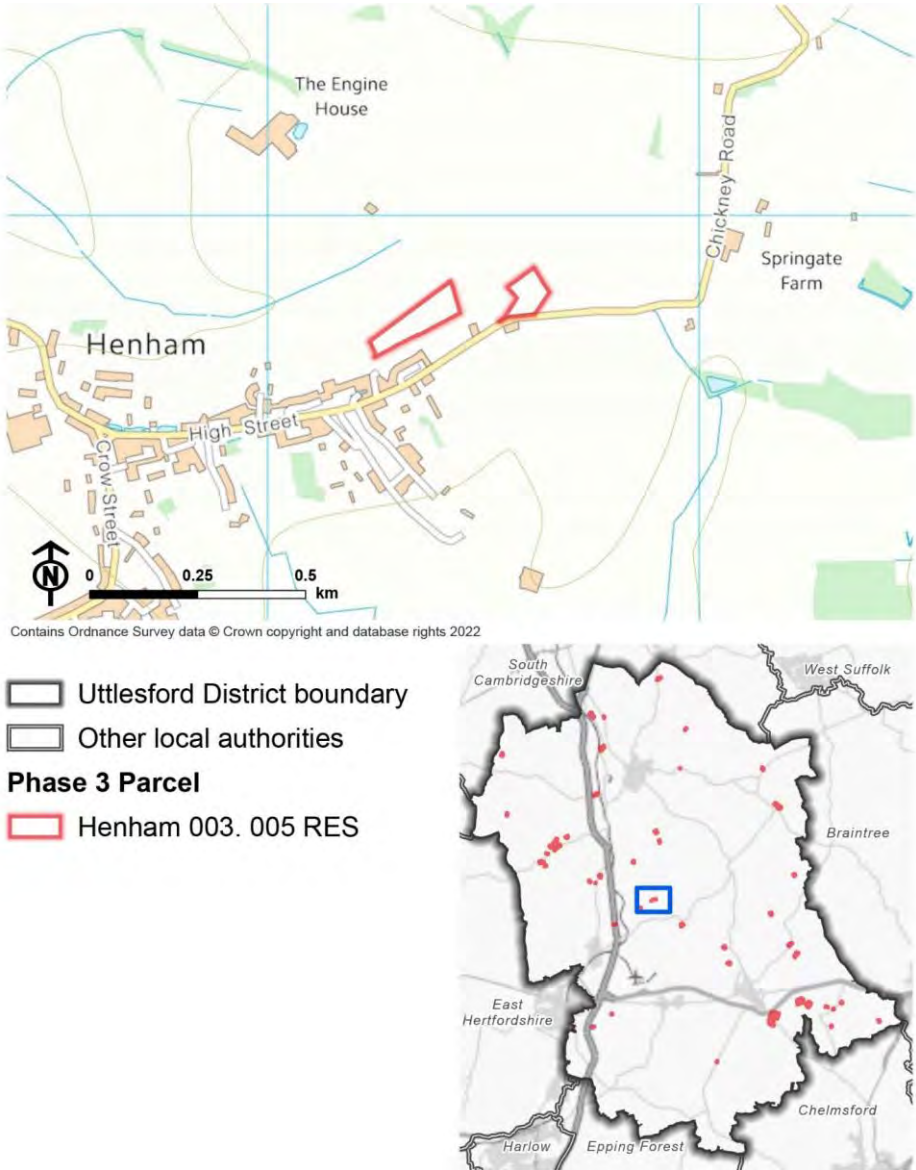 The Engine
House
Chickney Road
Springate
Farm
Henham
High Street
Crow Street
N
0 0.25 0.5
km
Contains Ordnance Survey data © Crown copyright and database rights 2022
Uttlesford District boundary
Other local authorities
Phase 3 Parcel
Henham 003. 005 RES
South
Cambridgeshire
West Suffolk
Braintree
East
Hertfordshire
Chelmsford
Harlow
Epping Forest